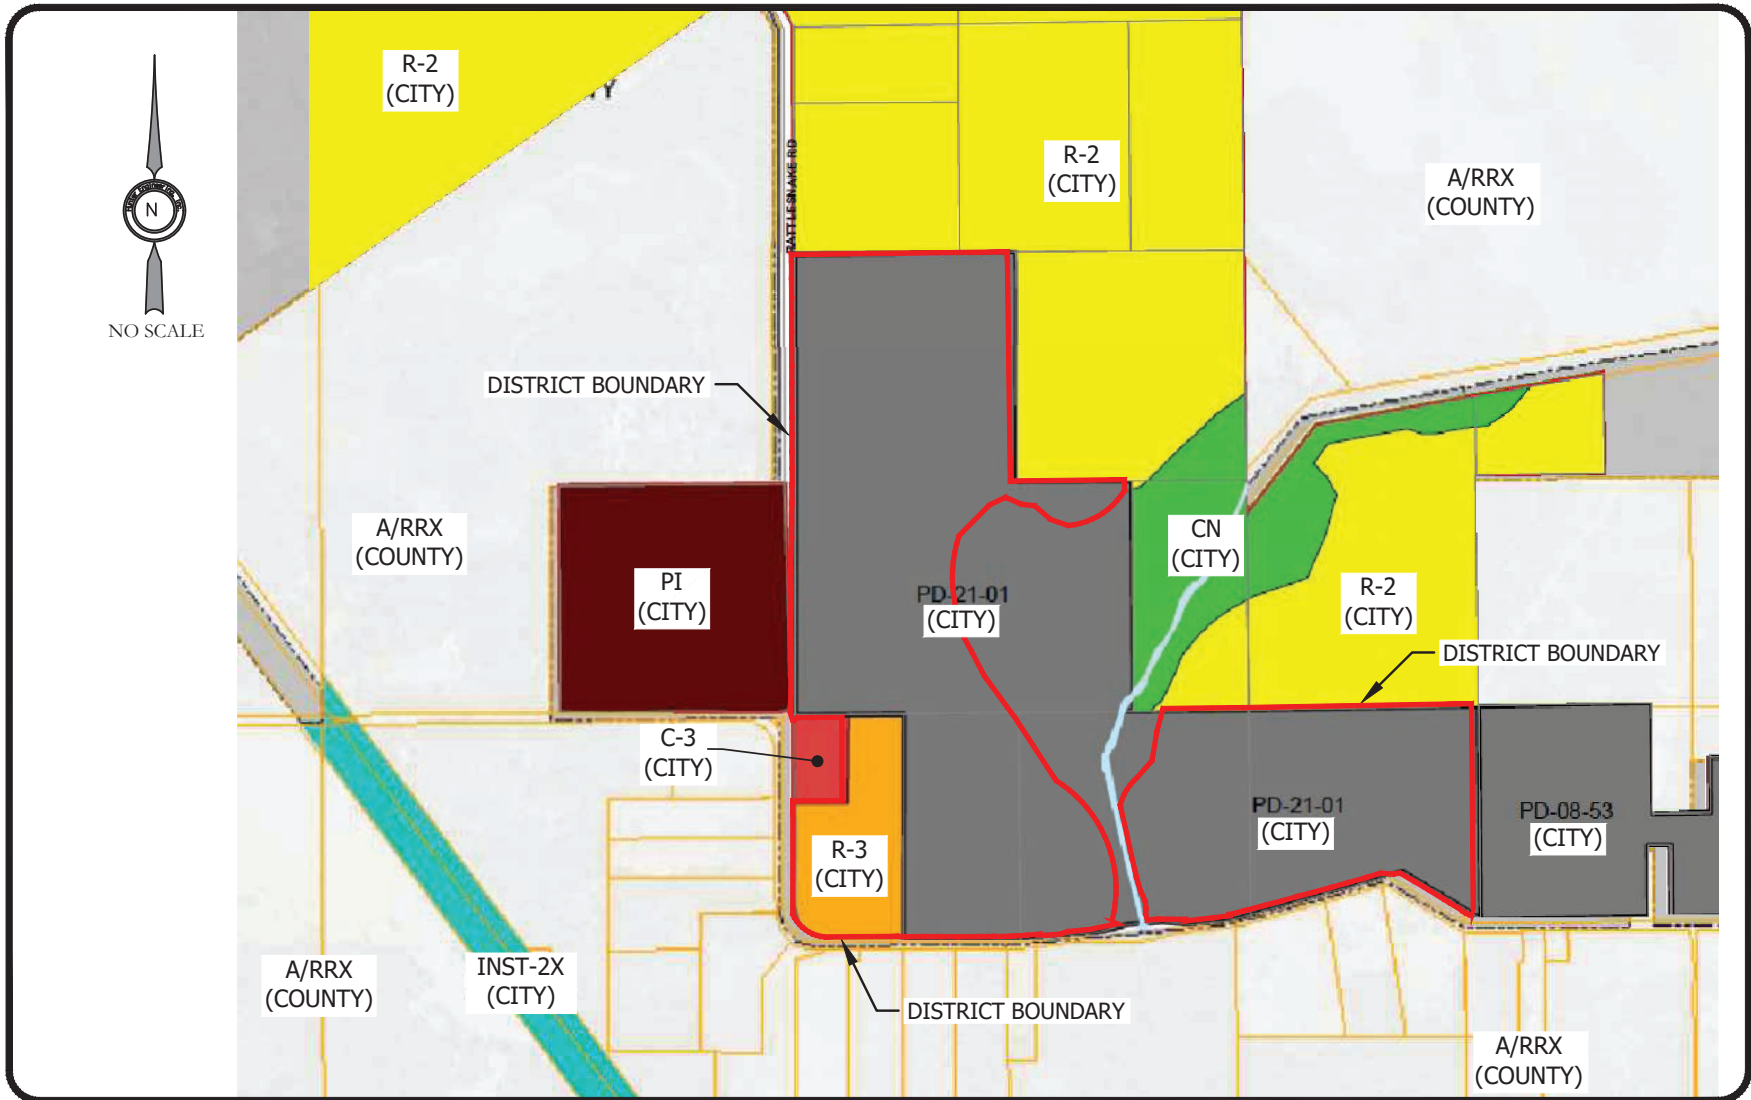 R-2
(CITY)
Y
RATTLESNAKE RD
R-2
(CITY)
A/RRX
(COUNTY)
N
NO SCALE
DISTRICT BOUNDARY
A/RRX
(COUNTY)
PI
(CITY)
PD-21-01
(CITY)
CN
(CITY)
R-2
(CITY)
DISTRICT BOUNDARY
C-3
(CITY)
PD-21-01
(CITY)
PD-08-53
(CITY)
R-3
(CITY)
A/RRX
(COUNTY)
INST-2X
(CITY)
DISTRICT BOUNDARY
A/RRX
(COUNTY)